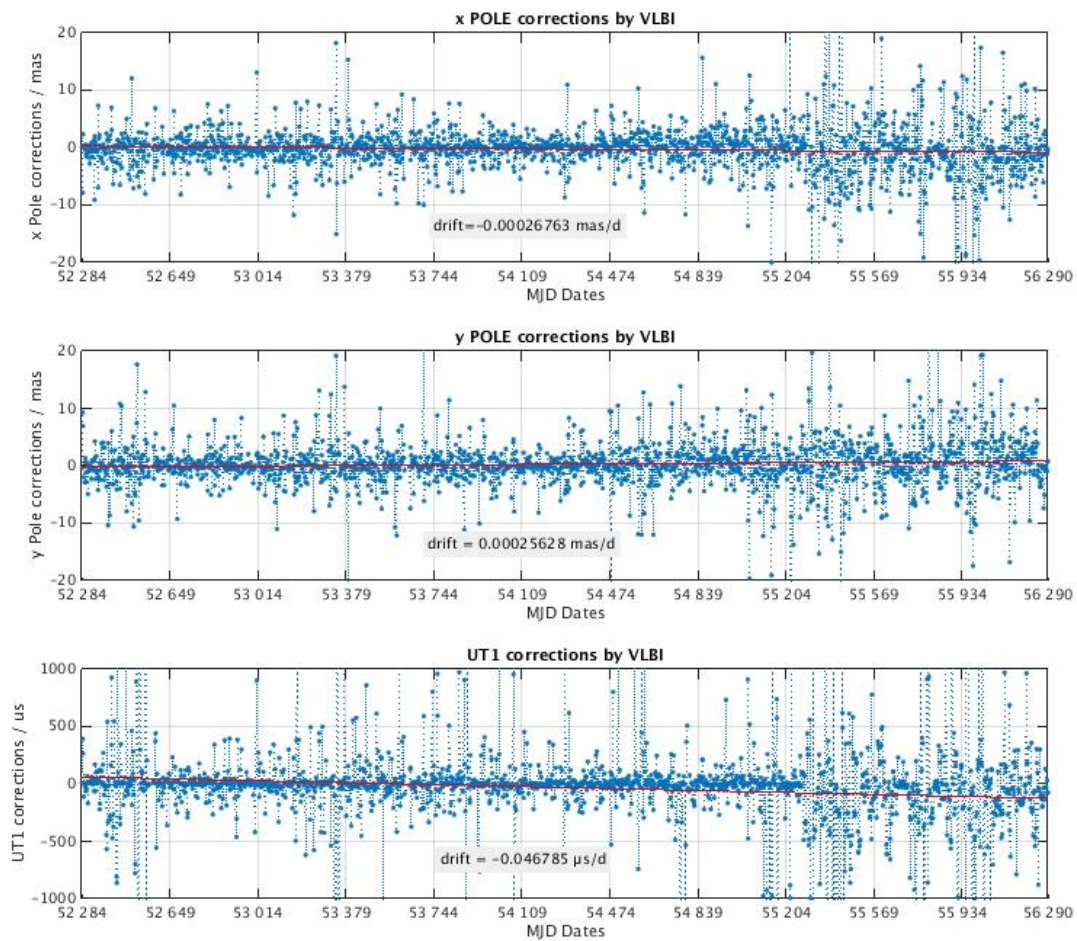 x POLE corrections by VLBI
20
10
0
−10
−20
x Pole corrections / mas
drift=−0.00026763 mas/d
52 284 52 649 53 014 53 379 53 744 54 109 54 474 54 839 55 204 55 569 55 934 56 290
MJD Dates
y POLE corrections by VLBI
20
10
0
−10
−20
y Pole corrections / mas
drift = 0.00025628 mas/d
52 284 52 649 53 014 53 379 53 744 54 109 54 474 54 839 55 204 55 569 55 934 56 290
MJD Dates
UT1 corrections by VLBI
1000
500
0
−500
−1000
UT1 corrections / us
drift = −0.046785 µs/d
52 284 52 649 53 014 53 379 53 744 54 109 54 474 54 839 55 204 55 569 55 934 56 290
MJD Dates